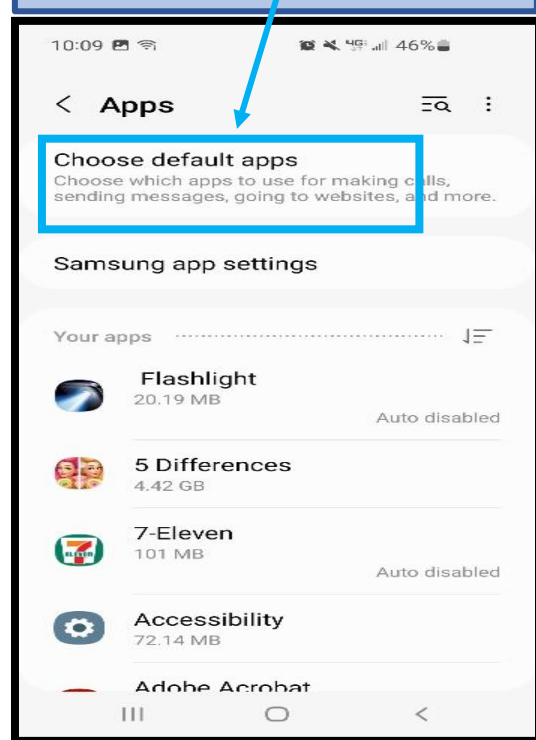 10:09 4G 46%
Apps
Choose default apps
Choose which apps to use for making calls,
sending messages, going to websites, and more.
Samsung app settings
Your apps
Flashlight
20.19 MB
Auto disabled
5 Differences
4.42 GB
7-Eleven
101 MB
Auto disabled
Accessibility
72.14 MB
Adobe Acrobat